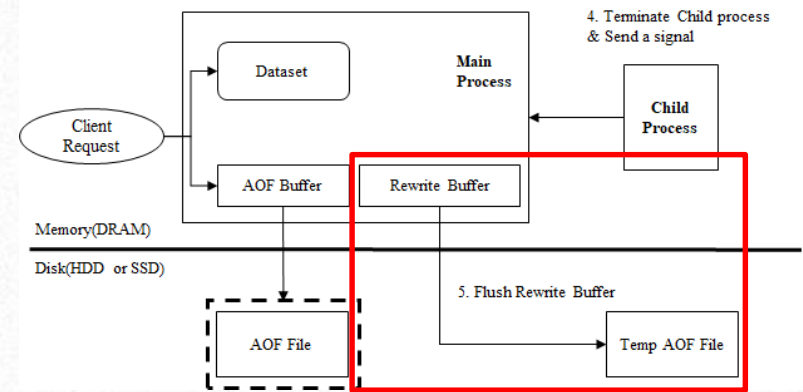 4. Terminate Child process
& Send a signal
Main
Process
Dataset
Child
Process
Client
Request
AOF Buffer
Rewrite Buffer
Memory(DRAM)
Disk(HDD or SSD)
5. Flush Rewrite Buffer
AOF File
Temp AOF File